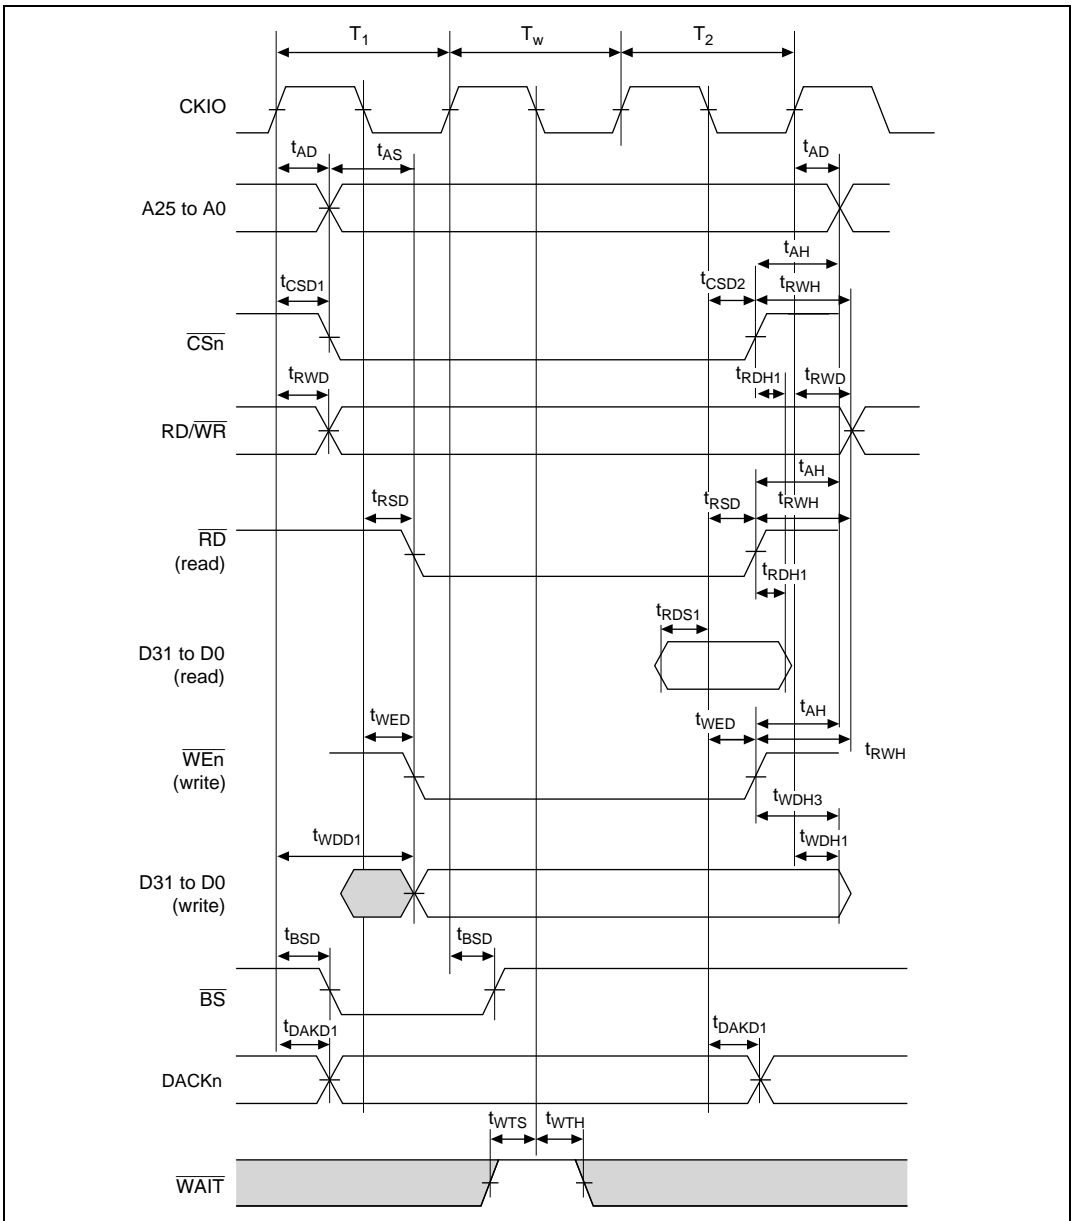 T1 Tw T2
CKIO
tAD tAS tAD
A25 to A0
tAH
tCSD1 tCSD2 tRWH
CSn
tRWD tRDH1 tRWD
RD/WR
tAH
tRSD tRSD tRWH
RD
(read)
tRDH1
tRDS1
D31 to D0
(read)
tAH
tWED tWED
tRWH
WEn
(write)
tWDH3
tWDD1 tWDH1
D31 to D0
(write)
tBSD tBSD
BS
tDAKD1 tDAKD1
DACKn
tWTS tWTH
WAIT